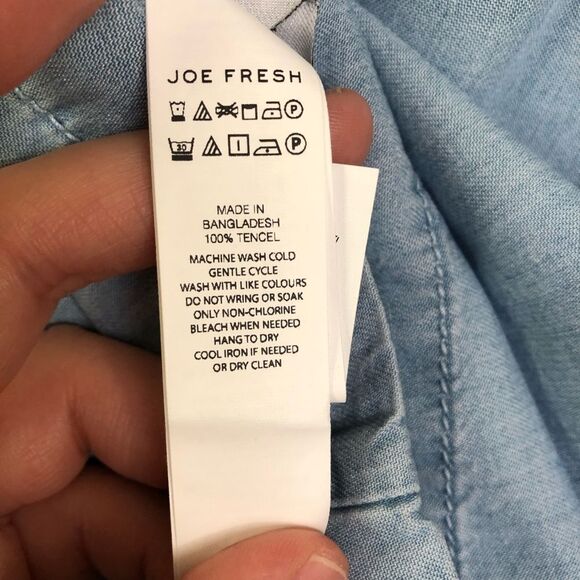 JOE FRESH
P
30 P
MADE IN
BANGLADESH
100% TENCEL
MACHINE WASH COLD
GENTLE CYCLE
WASH WITH LIKE COLOURS
DO NOT WRING OR SOAK
ONLY NON-CHLORINE
BLEACH WHEN NEEDED
HANG TO DRY
COOL IRON IF NEEDED
OR DRY CLEAN